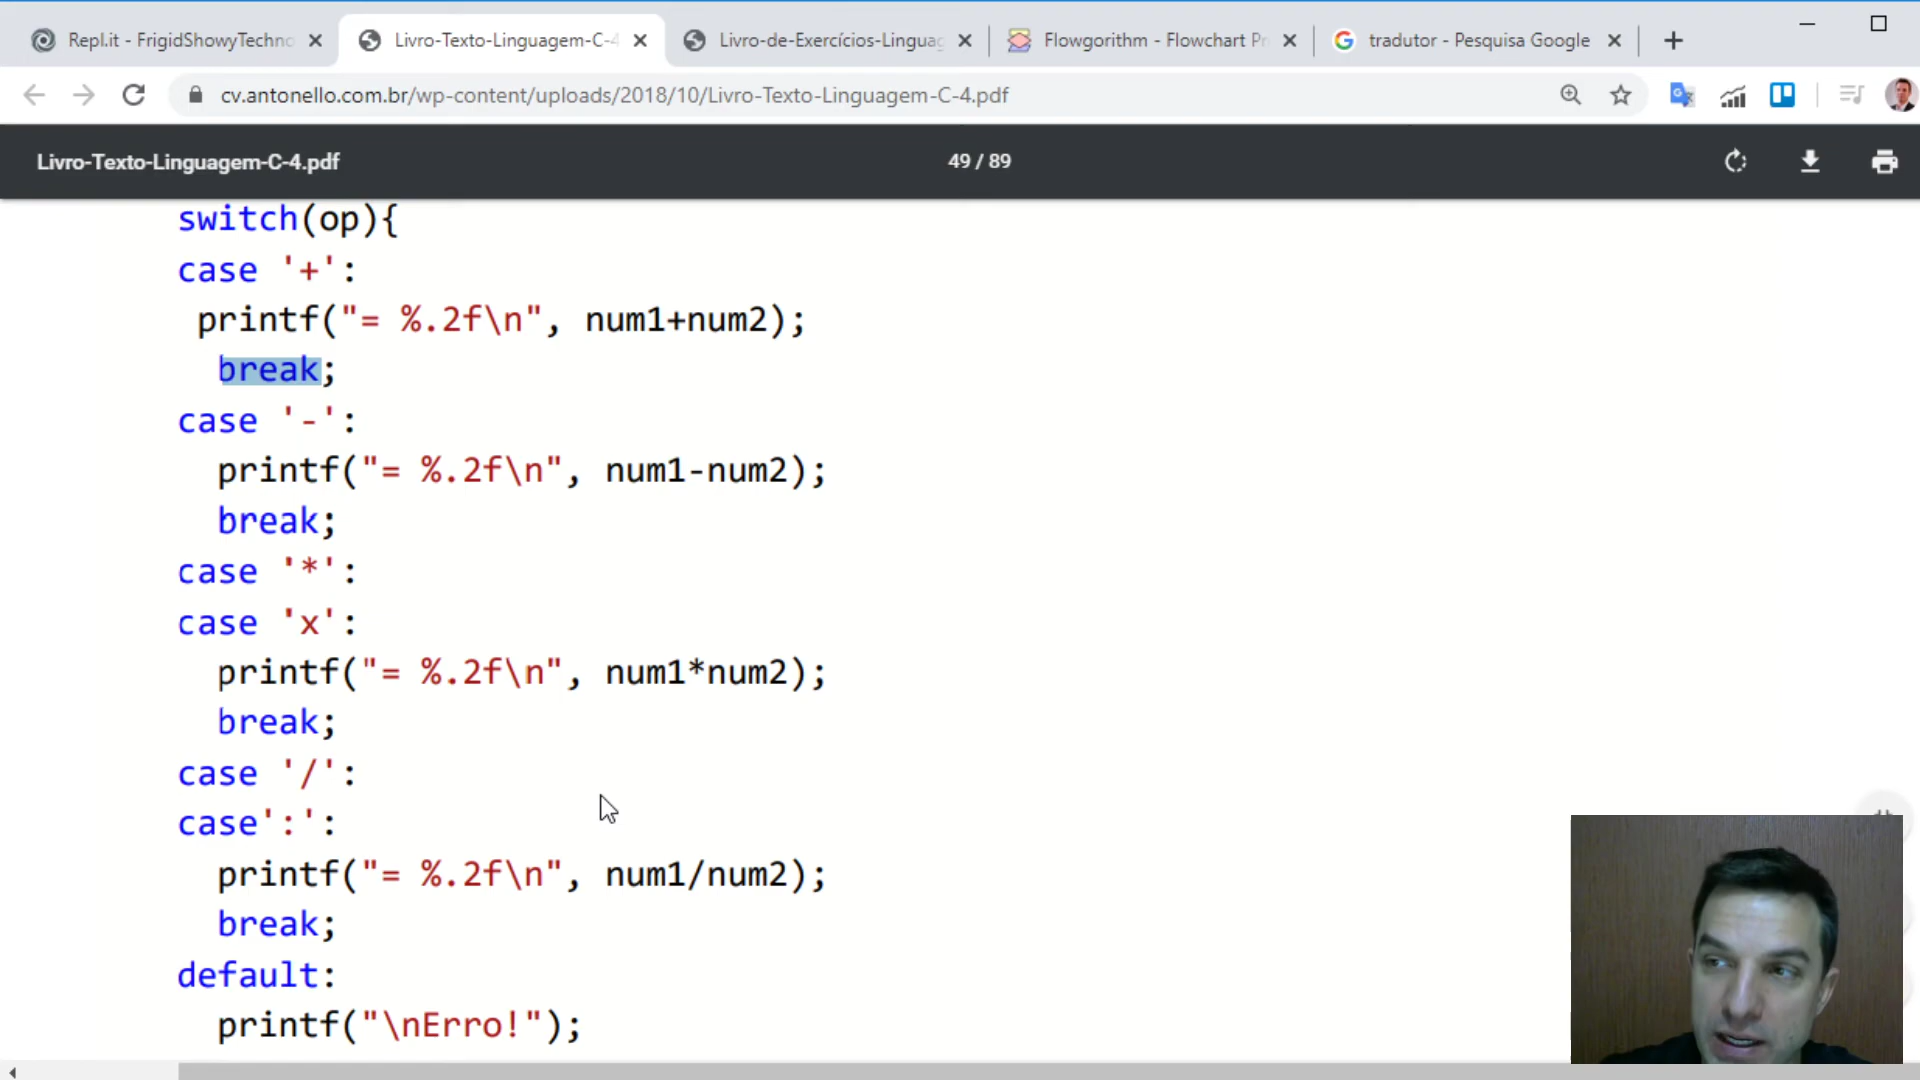 Repl.it - FrigidShowyTechno
Livro-Texto-Linguagem-C-4
Livro-de-Exercícios-Linguag
Flowgorithm - Flowchart Pr
tradutor - Pesquisa Google
cv.antonello.com.br/wp-content/uploads/2018/10/Livro-Texto-Linguagem-C-4.pdf
Livro-Texto-Linguagem-C-4.pdf
49 / 89
switch(op){
case '+':
printf("= %.2f\n", num1+num2);
break;
case '-':
printf("= %.2f\n", num1-num2);
break;
case '*':
case 'x':
printf("= %.2f\n", num1*num2);
break;
case '/':
case':':
printf("= %.2f\n", num1/num2);
break;
default:
printf("\nErro!");